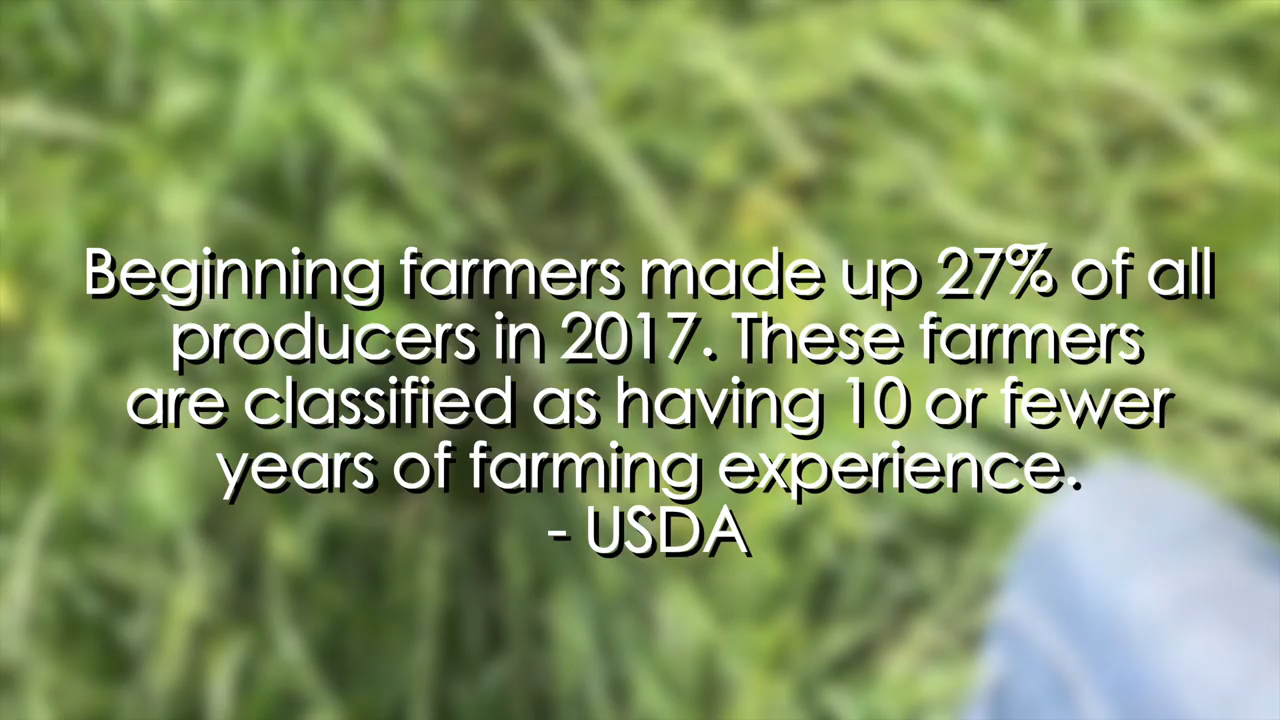 Beginning farmers made up 27% of all
producers in 2017. These farmers
are classified as having 10 or fewer
years of farming experience.
- USDA